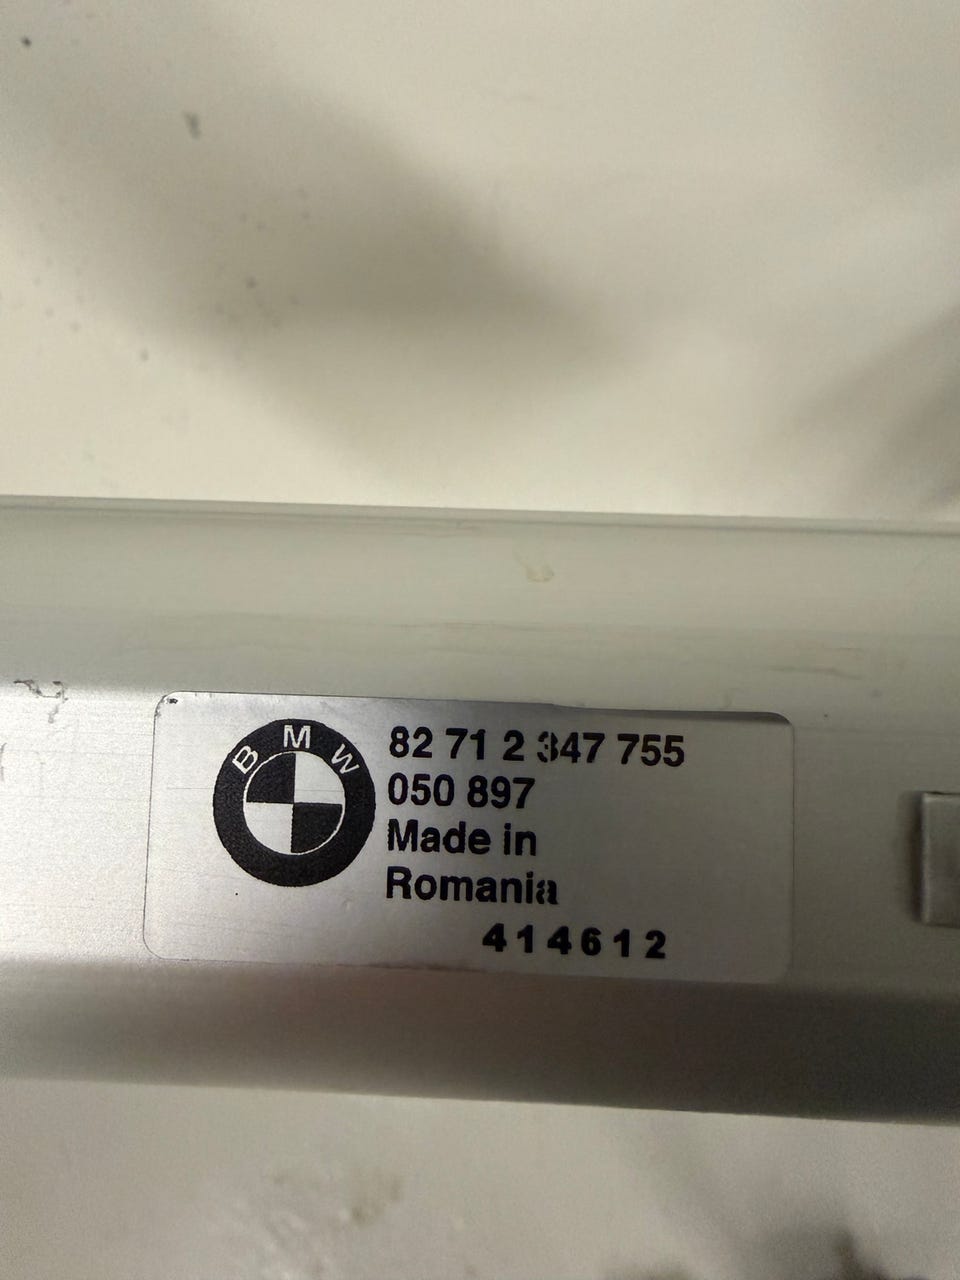 BMW
82 71 2 347 755
050 897
Made in
Romania
414612